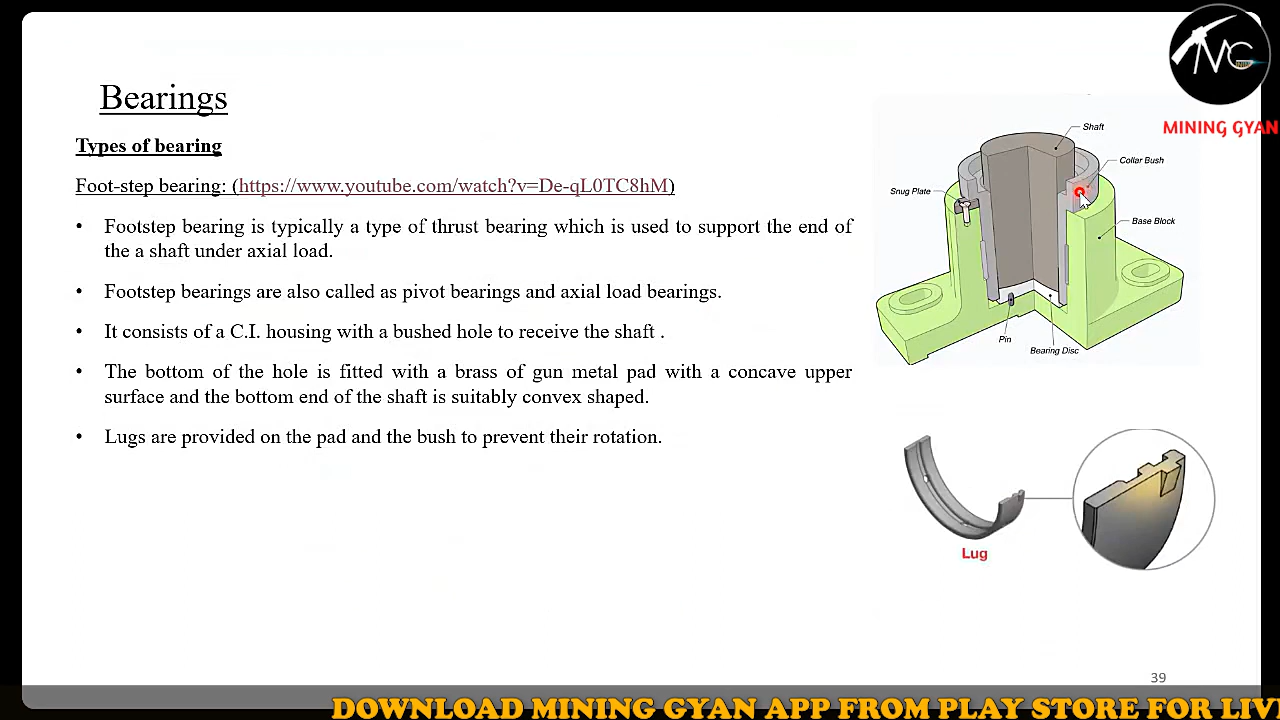 Bearings
Types of bearing
Foot-step bearing: (https://www.youtube.com/watch?v=De-qL0TC8hM)
• Footstep bearing is typically a type of thrust bearing which is used to support the end of
the a shaft under axial load.
• Footstep bearings are also called as pivot bearings and axial load bearings.
• It consists of a C.I. housing with a bushed hole to receive the shaft .
• The bottom of the hole is fitted with a brass of gun metal pad with a concave upper
surface and the bottom end of the shaft is suitably convex shaped.
• Lugs are provided on the pad and the bush to prevent their rotation.
Shaft
Collar Bush
Snug Plate
Base Block
Pin
Bearing Disc
Lug
MG
MINING GYAN
39
DOWNLOAD MINING GYAN APP FROM PLAY STORE FOR LIV